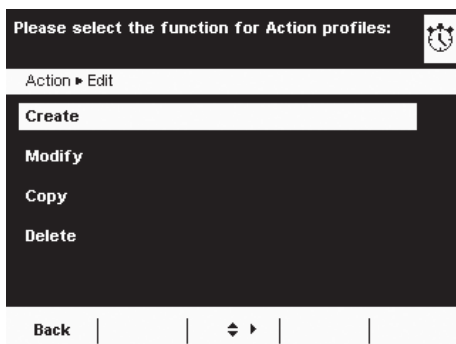 Please select the function for Action profiles:
Action ▸ Edit
Create
Modify
Copy
Delete
Back